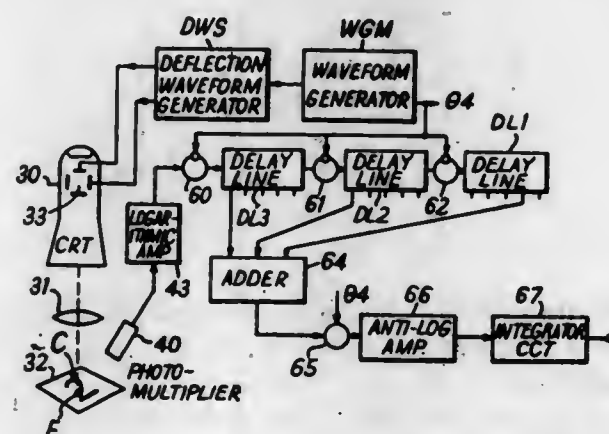 DWS
WGM
DEFLECTION
WAVEFORM
GENERATOR
WAVEFORM
GENERATOR
θ4
DL1
30
33
CRT
60
DELAY
LINE
61
DELAY
LINE
62
DELAY
LINE
DL3
DL2
LOGAR-
ITHMIC
AMP
43
ADDER
64
31
θ4
66
67
C
32
40
PHOTO-
MULTIPLIER
65
ANTI-LOG
AMP.
INTEGRATOR
CCT
F